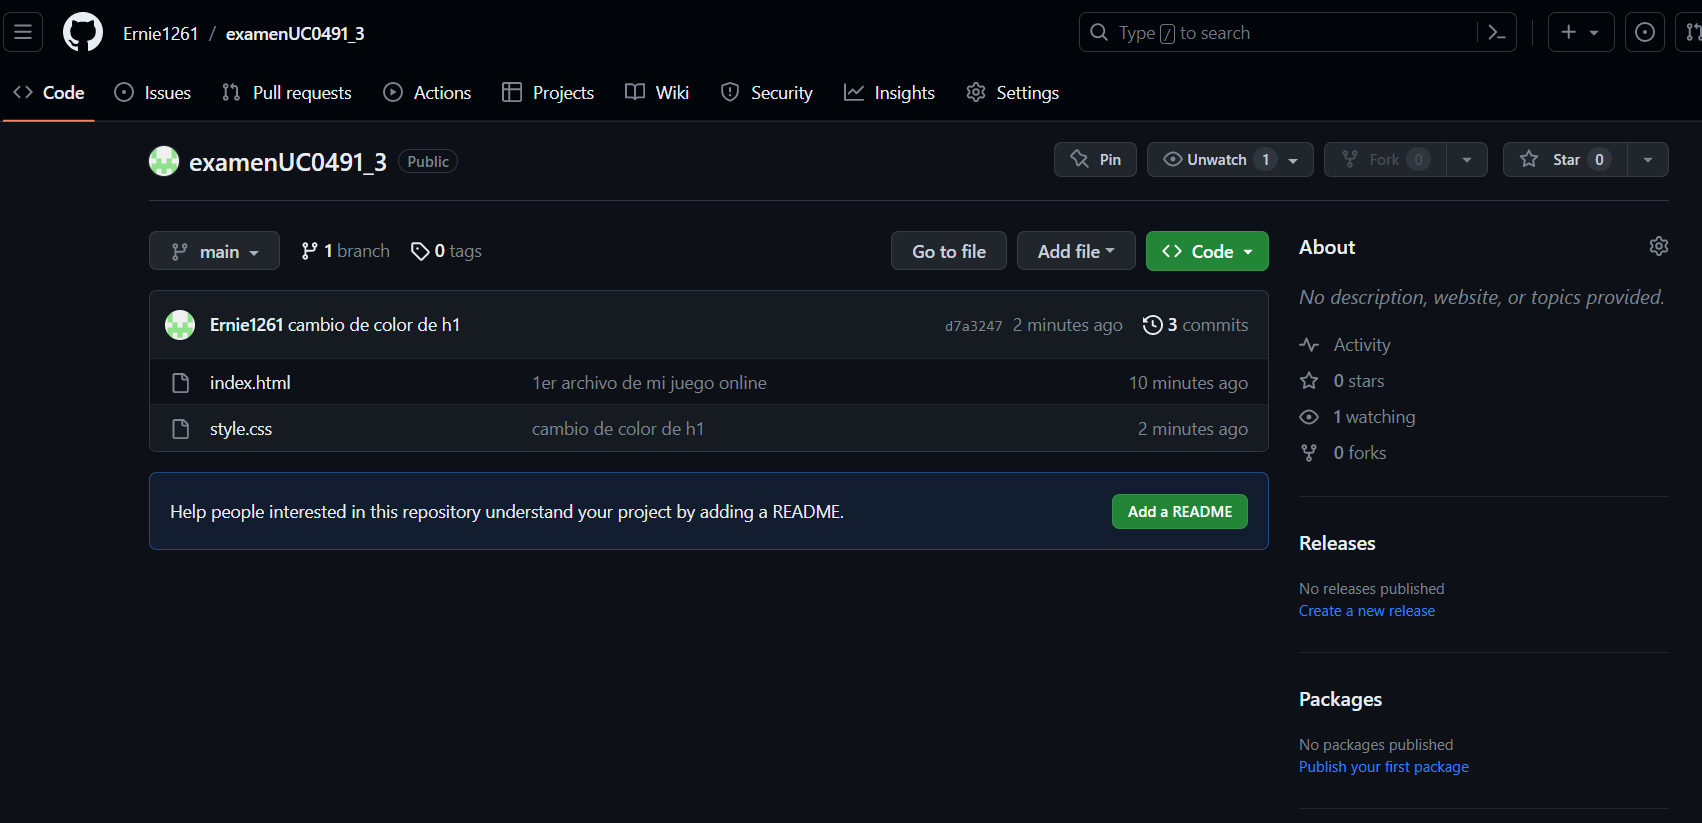 Ernie1261 / examenUC0491_3
Type / to search
Code Issues Pull requests Actions Projects Wiki Security Insights Settings
examenUC0491_3 Public
Pin Unwatch 1 Fork 0 Star 0
main 1 branch 0 tags Go to file Add file Code
Ernie1261 cambio de color de h1 d7a3247 2 minutes ago 3 commits
index.html 1er archivo de mi juego online 10 minutes ago
style.css cambio de color de h1 2 minutes ago
Help people interested in this repository understand your project by adding a README. Add a README
About
No description, website, or topics provided.
Activity
0 stars
1 watching
0 forks
Releases
No releases published
Create a new release
Packages
No packages published
Publish your first package